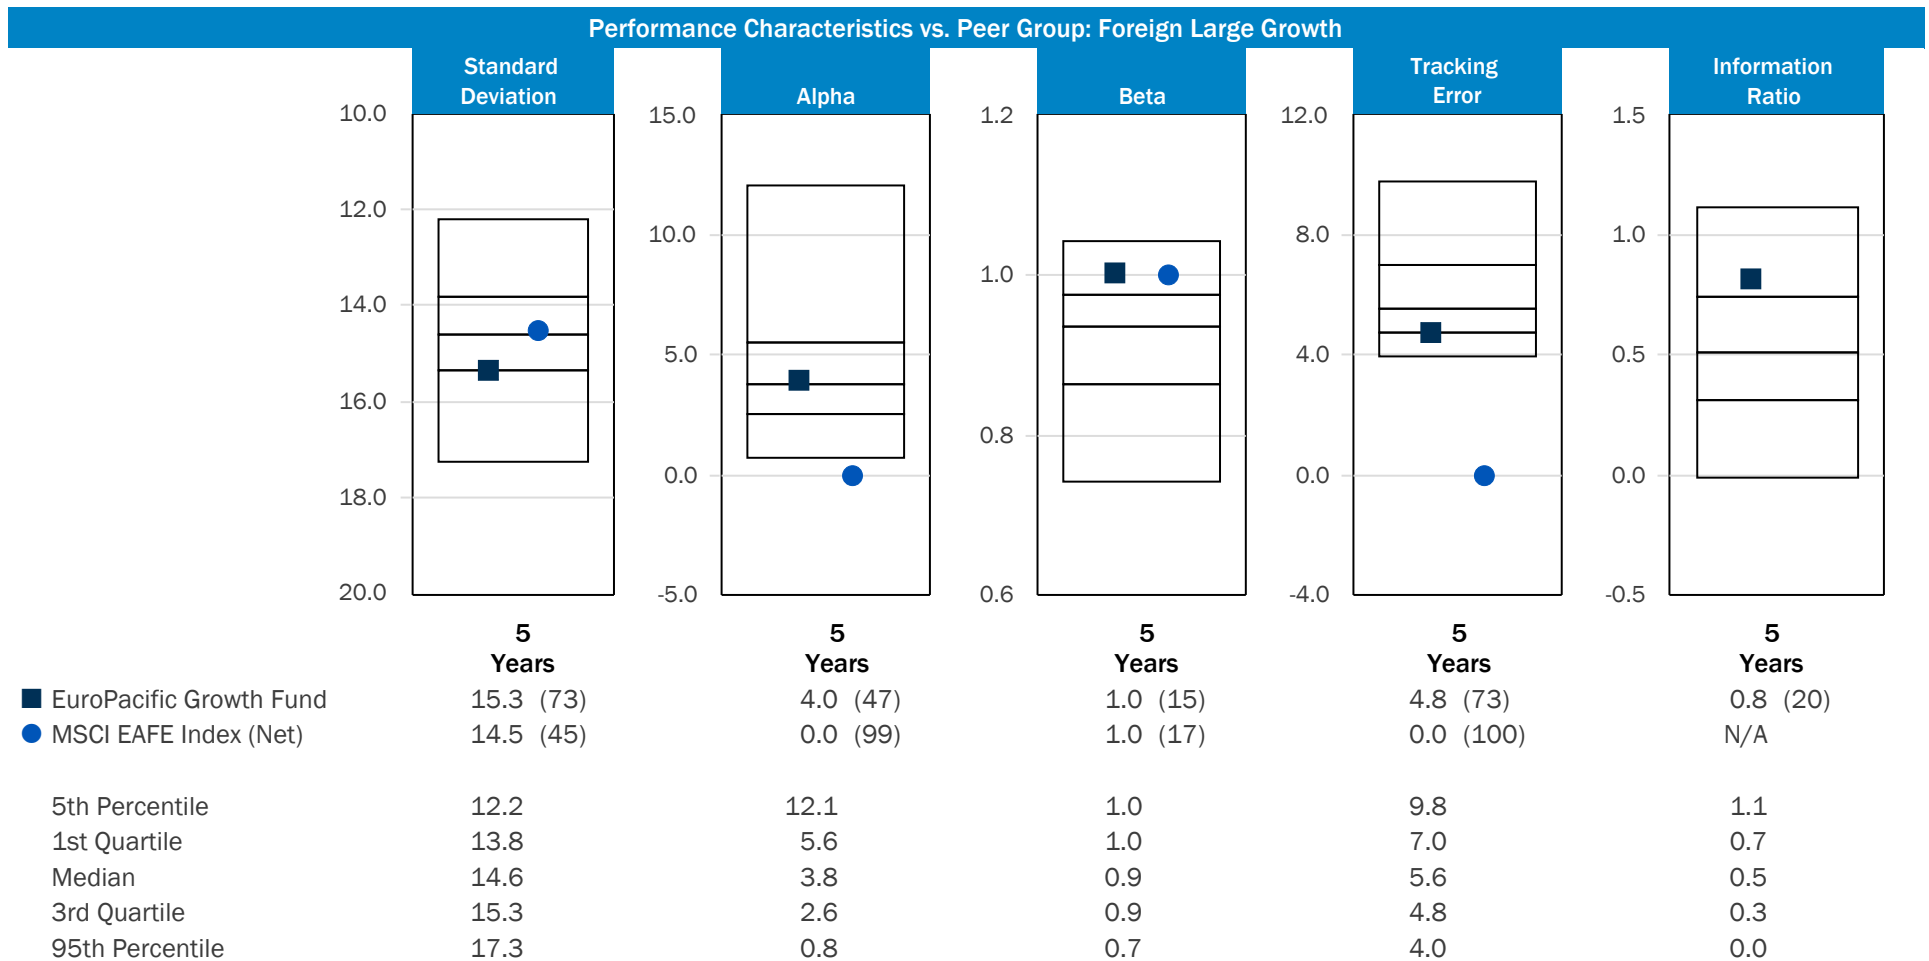 Performance Characteristics vs. Peer Group: Foreign Large Growth
Standard Deviation
Alpha
Beta
Tracking Error
Information Ratio
10.0
12.0
14.0
16.0
18.0
20.0
15.0
10.0
5.0
0.0
-5.0
1.2
1.0
0.8
0.6
12.0
8.0
4.0
0.0
-4.0
1.5
1.0
0.5
0.0
-0.5
5 5 5 5 5
Years Years Years Years Years
EuroPacific Growth Fund 15.3 (73) 4.0 (47) 1.0 (15) 4.8 (73) 0.8 (20)
MSCI EAFE Index (Net) 14.5 (45) 0.0 (99) 1.0 (17) 0.0 (100) N/A
5th Percentile 12.2 12.1 1.0 9.8 1.1
1st Quartile 13.8 5.6 1.0 7.0 0.7
Median 14.6 3.8 0.9 5.6 0.5
3rd Quartile 15.3 2.6 0.9 4.8 0.3
95th Percentile 17.3 0.8 0.7 4.0 0.0